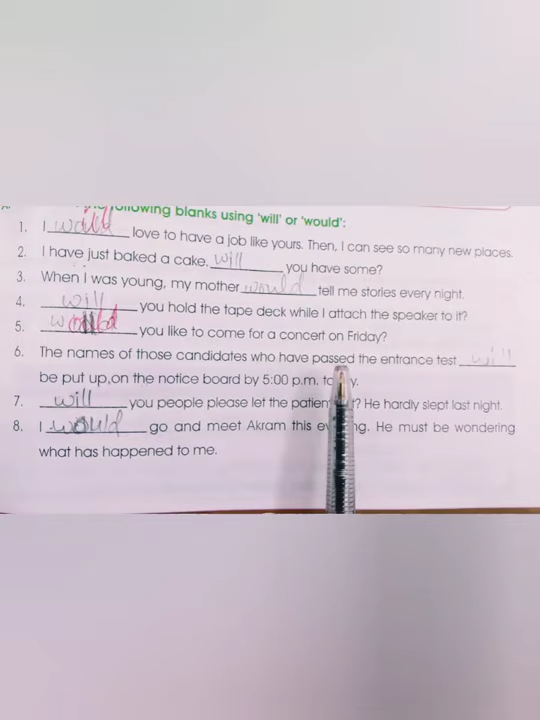 following blanks using 'will' or 'would':
1. I would love to have a job like yours. Then, I can see so many new places.
2. I have just baked a cake. will you have some?
3. When i was young, my mother would tell me stories every night.
4. will you hold the tape deck while I attach the speaker to it?
5. would you like to come for a concert on Friday?
6. The names of those candidates who have passed the entrance test will
be put up,on the notice board by 5:00 p.m.
7. will you people please let the ? He hardly slept last night.
8. I would go and meet Akram this . He must be wondering
what has happened to me.